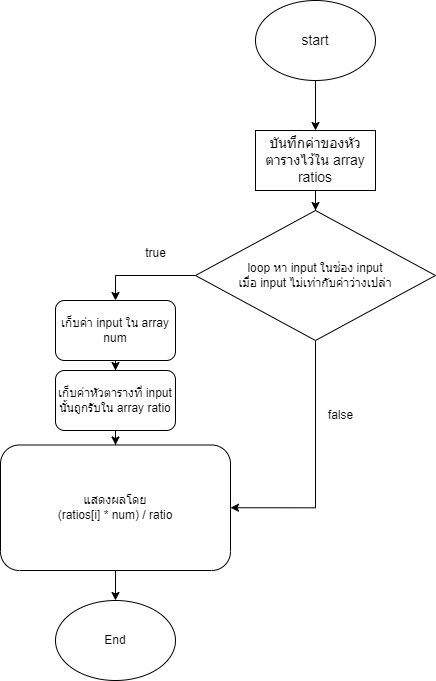 start
บันทึกค่าของหัว
ตารางไว้ใน array
ratios
true
loop หา input ในช่อง input
เมื่อ input ไม่เท่ากับค่าว่างเปล่า
เก็บค่า input ใน array
num
เก็บค่าหัวตารางที่ input
นั้นถูกรับใน array ratio
false
แสดงผลโดย
(ratios[i] * num) / ratio
End